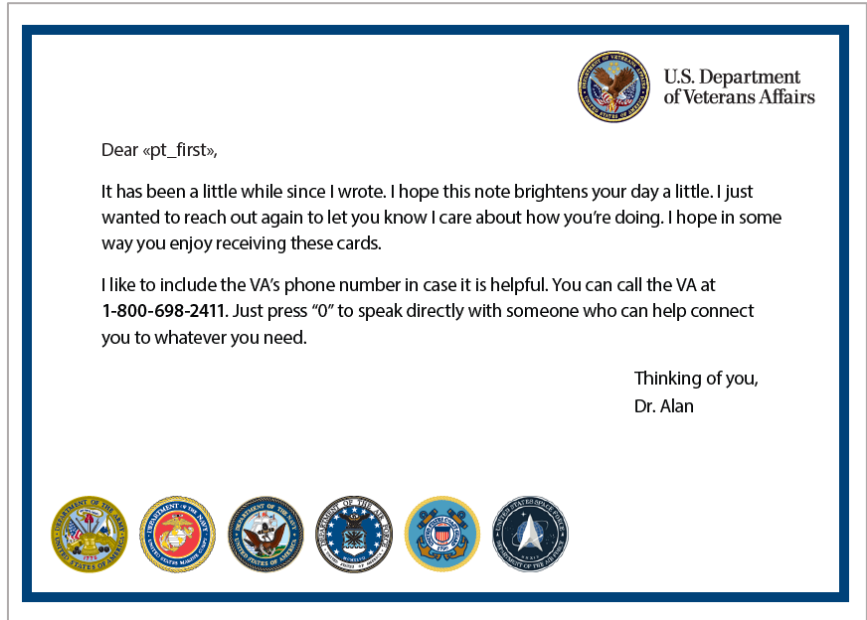 U.S. Department
of Veterans Affairs
Dear «pt_first»,
It has been a little while since I wrote. I hope this note brightens your day a little. I just
wanted to reach out again to let you know I care about how you’re doing. I hope in some
way you enjoy receiving these cards.
I like to include the VA’s phone number in case it is helpful. You can call the VA at
1-800-698-2411. Just press “0” to speak directly with someone who can help connect
you to whatever you need.
Thinking of you,
Dr. Alan